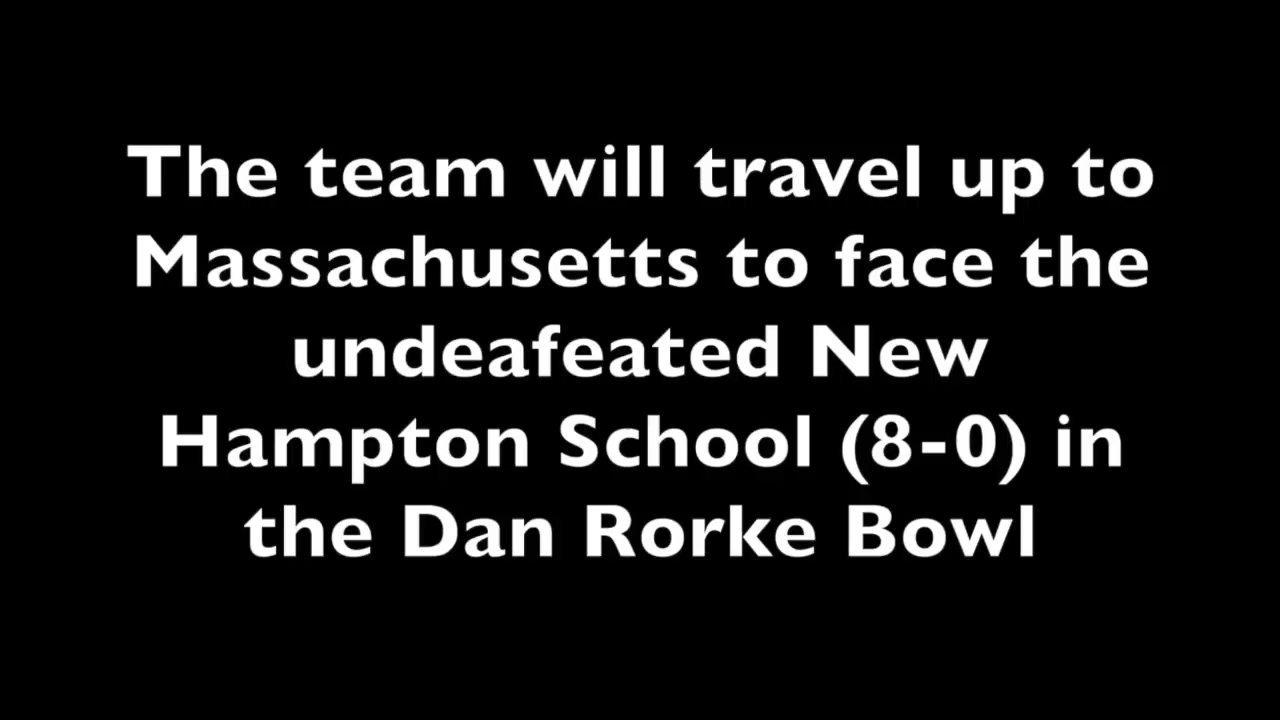 The team will travel up to
Massachusetts to face the
undeafeated New
Hampton School (8-0) in
the Dan Rorke Bowl